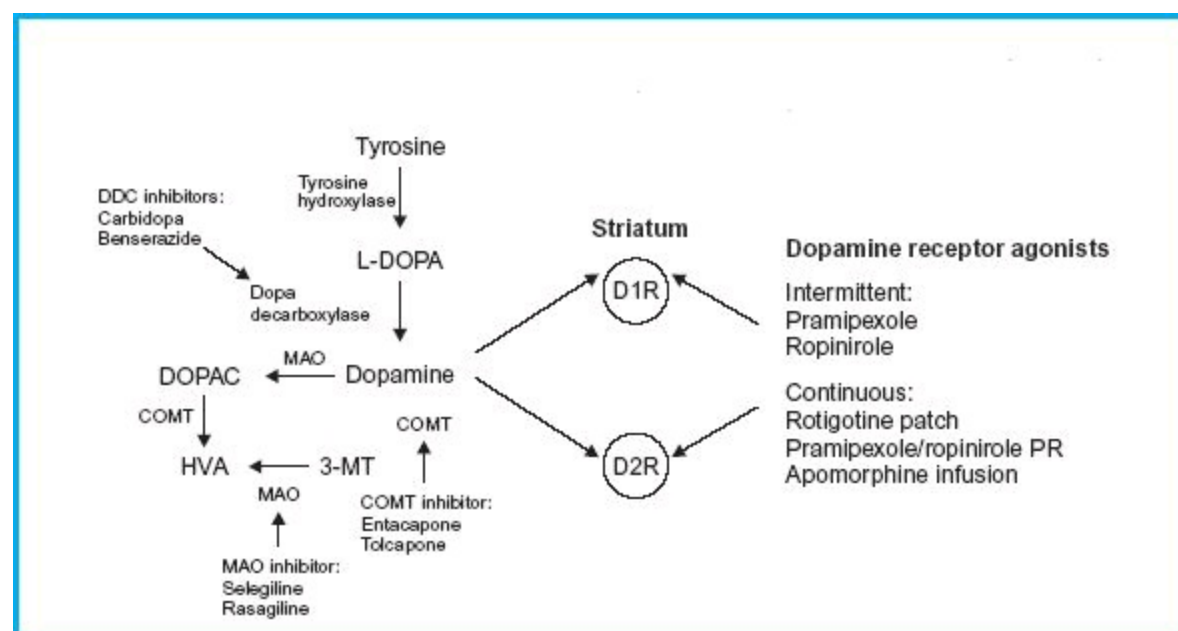 Tyrosine
Tyrosine
hydroxylase
DDC inhibitors:
Carbidopa
Benserazide
L-DOPA
Dopa
decarboxylase
MAO
DOPAC
Dopamine
COMT
COMT
HVA
3-MT
MAO
COMT inhibitor:
Entacapone
Tolcapone
MAO inhibitor:
Selegiline
Rasagiline
Striatum
D1R
D2R
Dopamine receptor agonists
Intermittent:
Pramipexole
Ropinirole
Continuous:
Rotigotine patch
Pramipexole/ropinirole PR
Apomorphine infusion